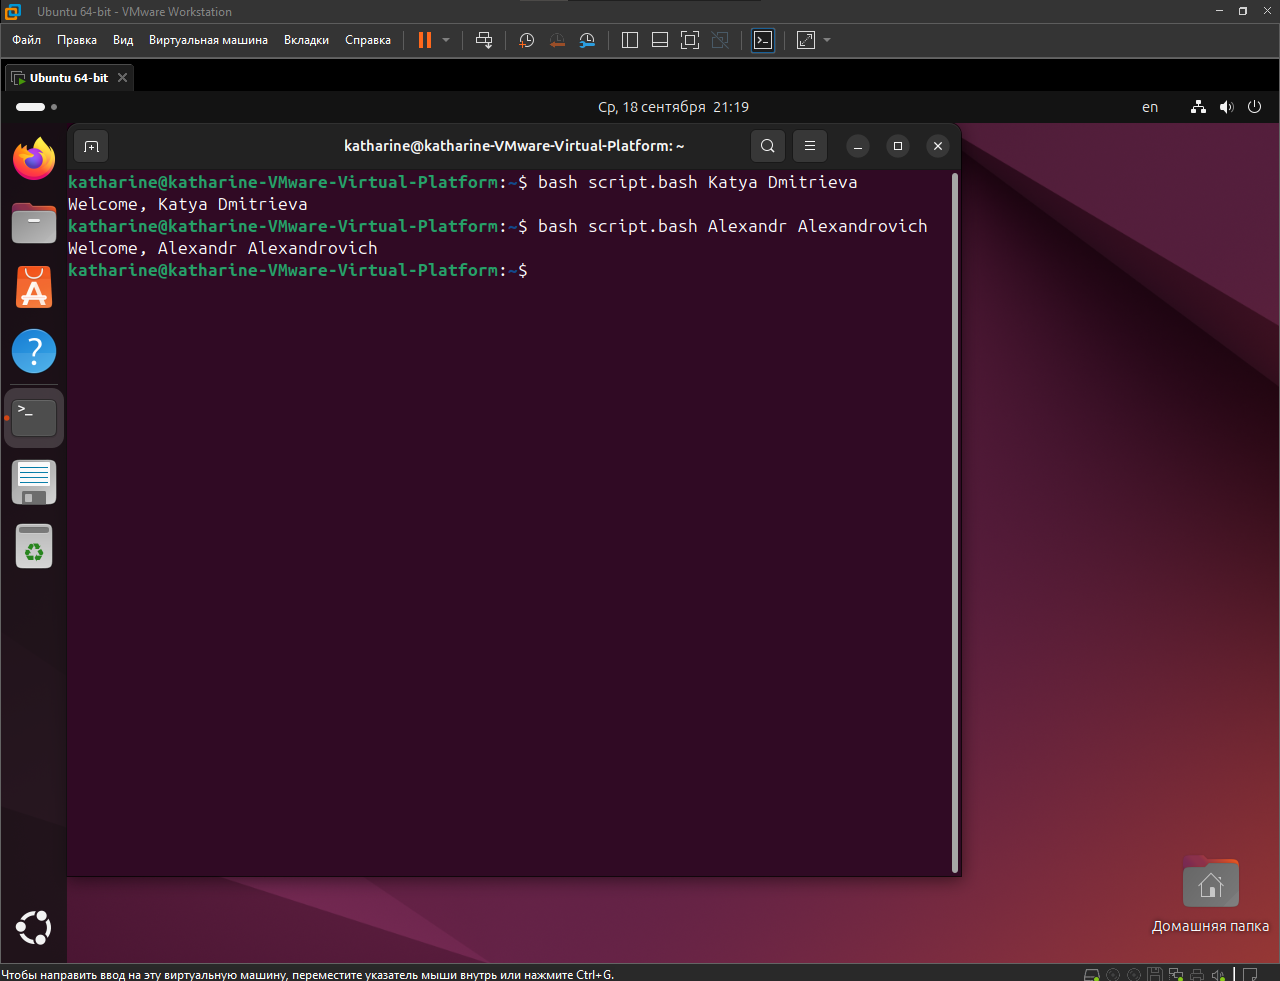 Ubuntu 64-bit - VMware Workstation
Файл Правка Вид Виртуальная машина Вкладки Справка
Ubuntu 64-bit
Ср, 18 сентября 21:19
en
katharine@katharine-VMware-Virtual-Platform: ~
katharine@katharine-VMware-Virtual-Platform:~$ bash script.bash Katya Dmitrieva
Welcome, Katya Dmitrieva
katharine@katharine-VMware-Virtual-Platform:~$ bash script.bash Alexandr Alexandrovich
Welcome, Alexandr Alexandrovich
katharine@katharine-VMware-Virtual-Platform:~$
Домашняя папка
Чтобы направить ввод на эту виртуальную машину, переместите указатель мыши внутрь или нажмите Ctrl+G.